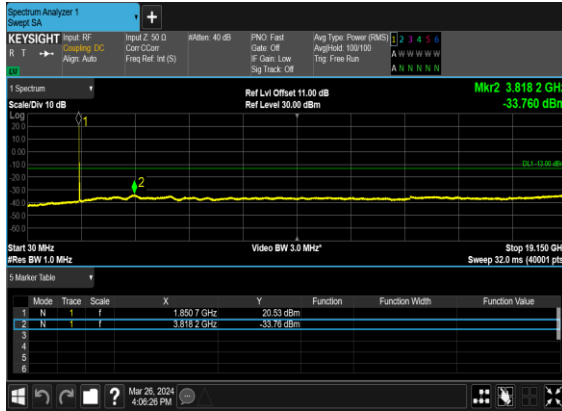 Spectrum Analyzer 1
Swept SA
+
KEYSIGHT Input: RF Input Z: 50 Ω #Atten: 40 dB PNO: Fast Avg Type: Power (RMS) 1 2 3 4 5 6
R T Coupling: DC Corr CCorr Gate: Off Avg|Hold: 100/100 A W W W W W
Align: Auto Freq Ref: Int (S) IF Gain: Low Trig: Free Run
LU Sig Track: Off A N N N N N
1 Spectrum Ref Lvl Offset 11.00 dB Mkr2 3.818 2 GHz
Scale/Div 10 dB Ref Level 30.00 dBm -33.760 dBm
Log
20.0
10.0
0.00
-10.0
-20.0
-30.0
-40.0
-50.0
-60.0
1
2
DL1 -13.00 dBm
Start 30 MHz Video BW 3.0 MHz* Stop 19.150 GHz
#Res BW 1.0 MHz Sweep 32.0 ms (40001 pts)
5 Marker Table
Mode Trace Scale X Y Function Function Width Function Value
1 N 1 f 1.850 7 GHz 20.53 dBm
2 N 1 f 3.818 2 GHz -33.76 dBm
3
4
5
6
? Mar 26, 2024
4:06:26 PM